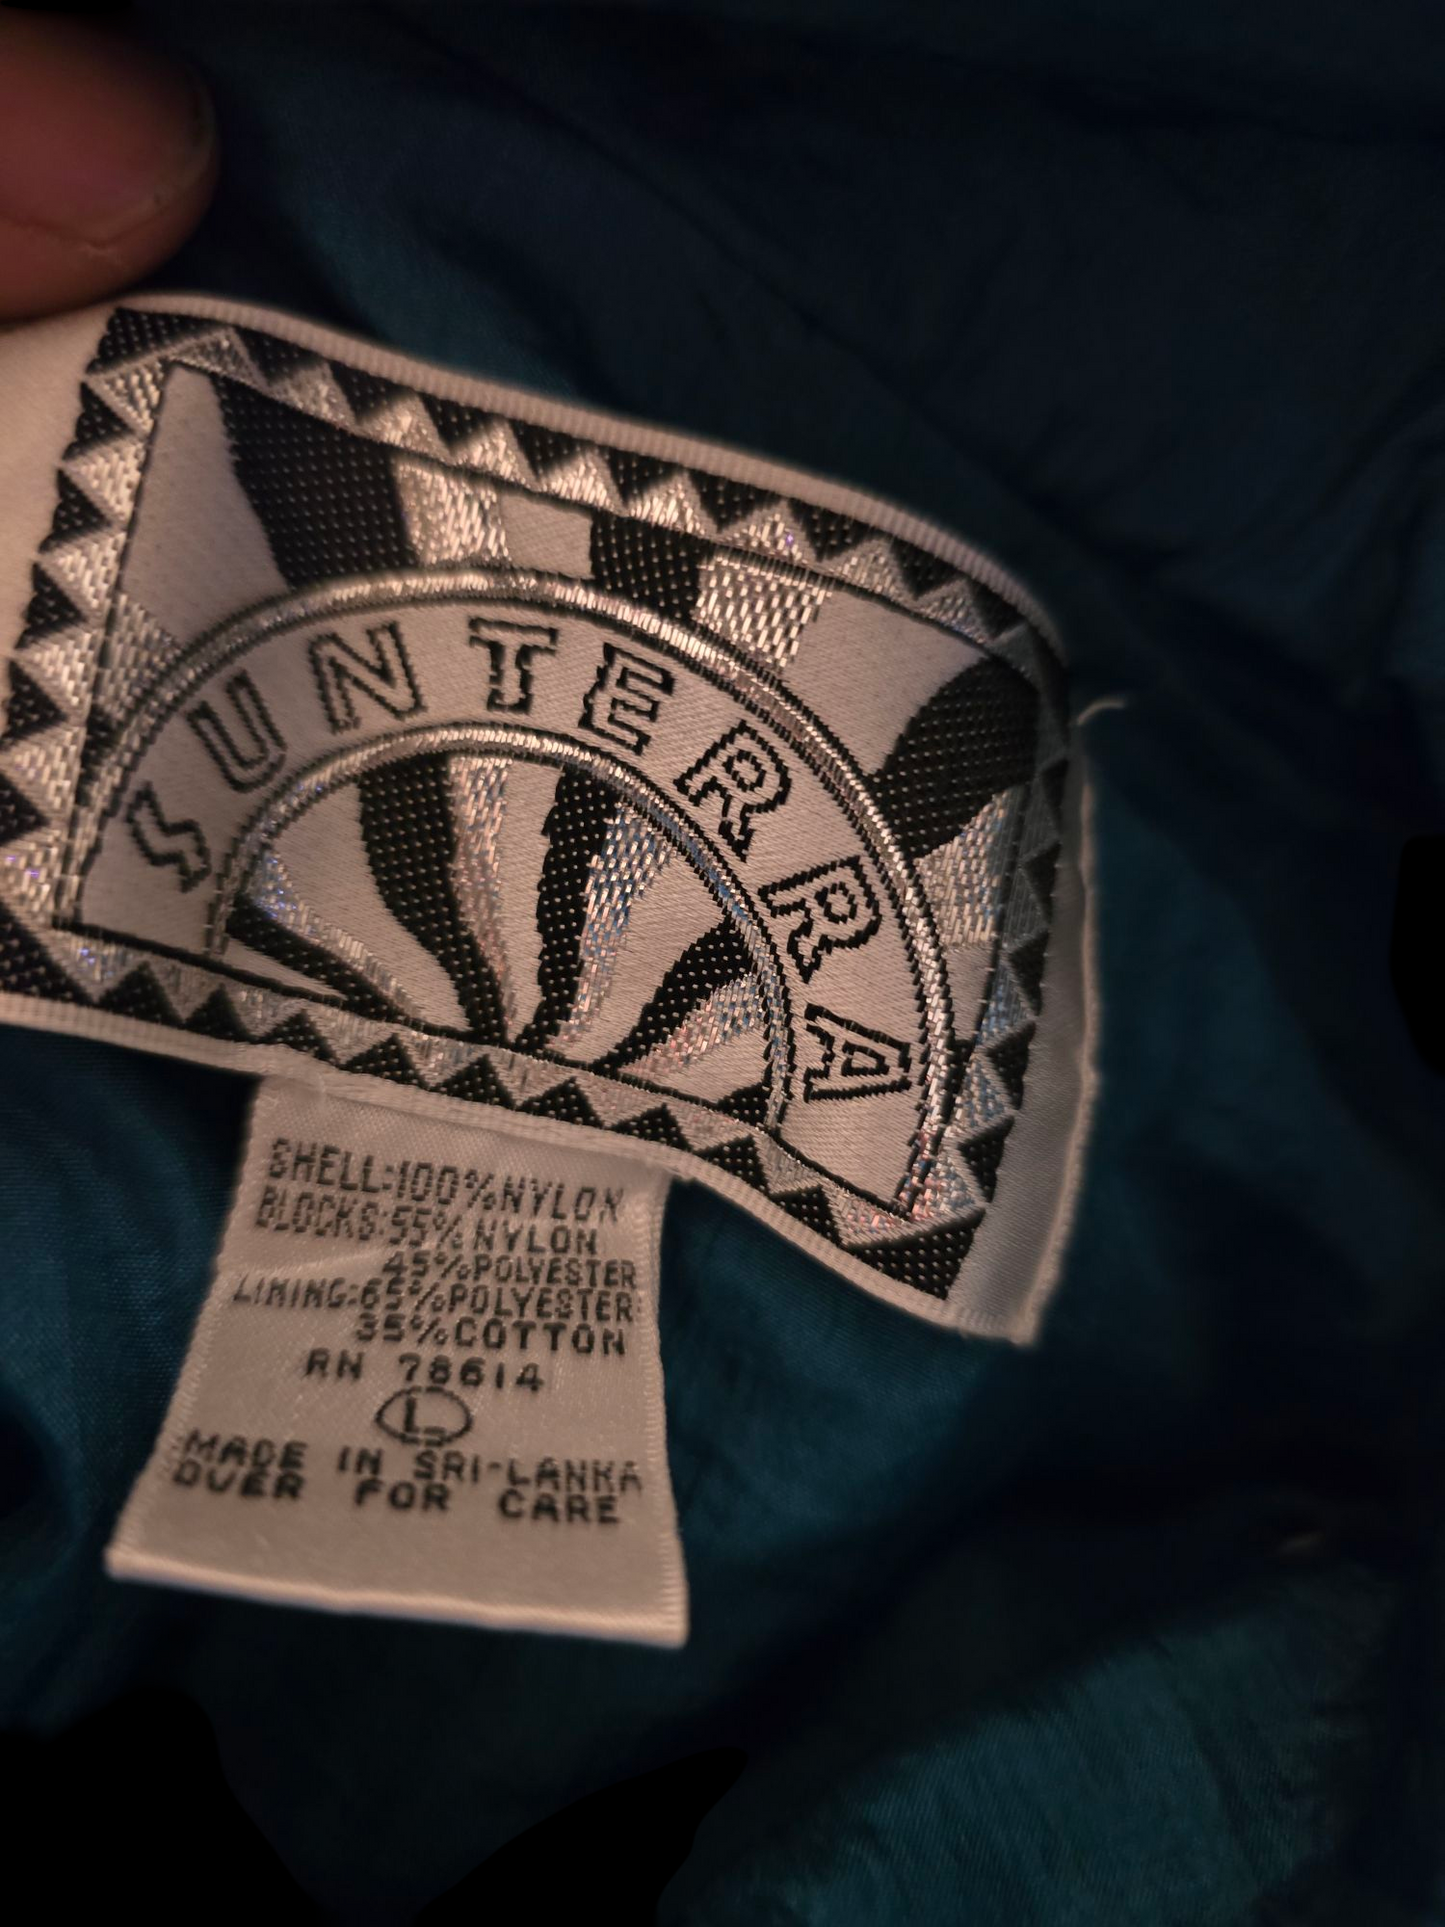 SUNTERRA
SHELL:100%NYLON
BLOCKS:55%NYLON
45%POLYESTER
LINING:65%POLYESTER
35%COTTON
RN 78614
L
MADE IN SRI-LANKA
OVER FOR CARE